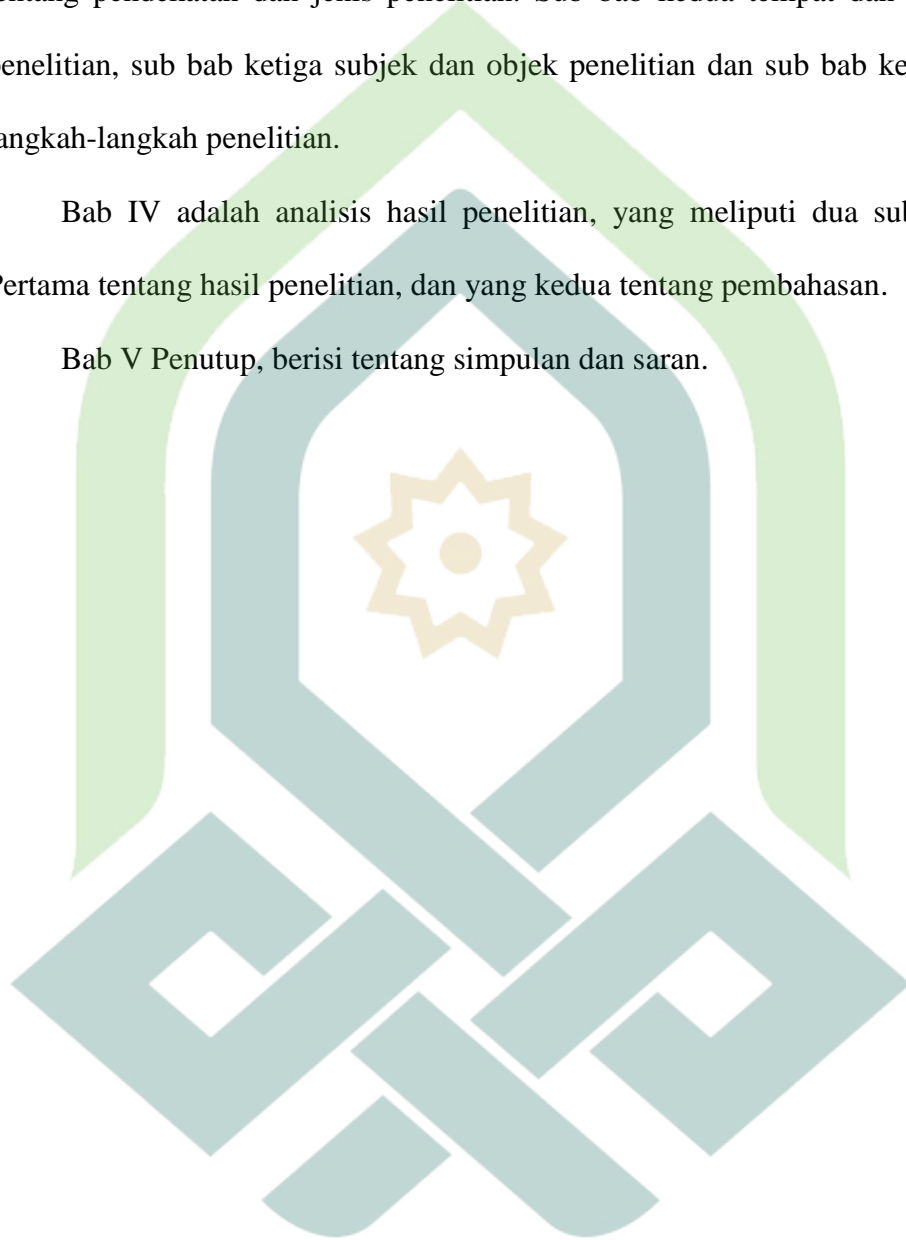 tentang pendekatan dan jenis penelitian. Sub bab kedua tempat dan
penelitian, sub bab ketiga subjek dan objek penelitian dan sub bab ke
langkah-langkah penelitian.
Bab IV adalah analisis hasil penelitian, yang meliputi dua sub
Pertama tentang hasil penelitian, dan yang kedua tentang pembahasan.
Bab V Penutup, berisi tentang simpulan dan saran.